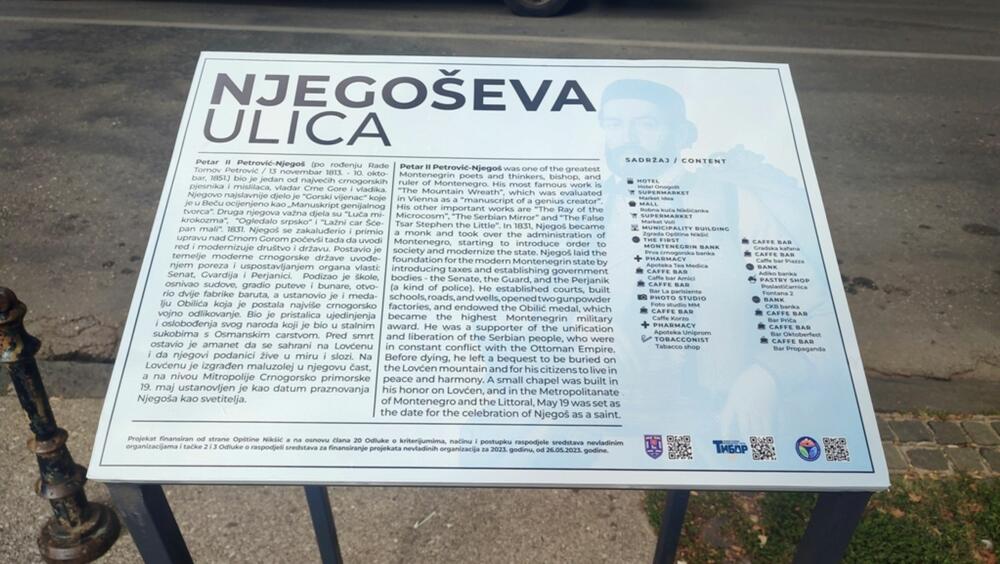 NJEGOŠEVA
ULICA
Petar II Petrović-Njegoš (po rođenju Rade
Tomov Petrović / 13 novembar 1813. - 10. okto-
bar, 1851.) bio je jedan od najvećih crnogorskih
pjesnika i mislilaca, vladar Crne Gore i vladika.
Njegovo najslavnije djelo je "Gorski vijenac" koje
je u Beču ocijenjeno kao „Manuskript genijalnog
tvorca". Druga njegova važna djela su "Luča mi-
krokozma", "Ogledalo srpsko" i "Lažni car Šće-
pan mali". 1831. Njegoš se zakaluđerio i primio
upravu nad Crnom Gorom počevši tada da uvodi
red i modernizuje društvo i državu. Postavio je
temelje moderne crnogorske države uvođe-
njem poreza i uspostavljanjem organa vlasti:
Senat, Gvardija i Perjanici. Podizao je škole,
osnivao sudove, gradio puteve i bunare, otvo-
rio dvije fabrike baruta, a ustanovio je i meda-
lju Obilića koja je postala najviše crnogorsko
vojno odlikovanje. Bio je pristalica ujedinjenja
i oslobođenja svog naroda koji je bio u stalnim
sukobima s Osmanskim carstvom. Pred smrt
ostavio je amanet da se sahrani na Lovćenu
i da njegovi podanici žive u miru i slozi. Na
Lovćenu je izgrađen maluzolej u njegovu čast,
a na nivou Mitropolije Crnogorsko primorske
19. maj ustanovljen je kao datum praznovanja
Njegoša kao svetitelja.
Petar II Petrović-Njegoš was one of the greatest
Montenegrin poets and thinkers, bishop, and
ruler of Montenegro. His most famous work is
"The Mountain Wreath", which was evaluated
in Vienna as a "manuscript of a genius creator".
His other important works are "The Ray of the
Microcosm", "The Serbian Mirror" and "The False
Tsar Stephen the Little". In 1831, Njegoš became
a monk and took over the administration of
Montenegro, starting to introduce order to
society and modernize the state. Njegoš laid the
foundation for the modern Montenegrin state by
introducing taxes and establishing government
bodies - the Senate, the Guard, and the Perjanik
(a kind of police). He established courts, built
schools, roads, and wells, opened two gunpowder
factories, and endowed the Obilić medal, which
became the highest Montenegrin military
award. He was a supporter of the unification
and liberation of the Serbian people, who were
in constant conflict with the Ottoman Empire.
Before dying, he left a bequest to be buried on
the Lovćen mountain and for his citizens to live in
peace and harmony. A small chapel was built in
his honor on Lovćen, and in the Metropolitanate
of Montenegro and the Littoral, May 19 was set as
the date for the celebration of Njegoš as a saint.
SADRŽAJ / CONTENT
HOTEL
Hotel Onogošt
SUPERMARKET
Market Idea
MALL
Robna kuća Nikšićanka
SUPERMARKET
Market Voli
MUNICIPALITY BUILDING
Zgrada Opštine Nikšić
THE FIRST
MONTENEGRIN BANK
Prva crnogorska banka
PHARMACY
Apoteka Tea Medica
CAFFE BAR
Caffe bar Amici
CAFFE BAR
Bar La parisienta
PHOTO STUDIO
Foto studio MM
CAFFE BAR
Caffe Korzo
PHARMACY
Apoteka Uniprom
TOBACCONIST
Tobacco shop
CAFFE BAR
Gradska kafana
CAFFE BAR
Caffe bar Piazza
BANK
Adiko banka
PASTRY SHOP
Poslastičarnica
Fontana 2
BANK
CKB banka
CAFFE BAR
Bar Priča
CAFFE BAR
Bar Oktoberfest
CAFFE BAR
Bar Propaganda
Projekat finansiran od strane Opštine Nikšić a na osnovu člana 20 Odluke o kriterijumima, načinu i postupku raspodjele sredstava nevladinim
organizacijama i tačke 2 i 3 Odluke o raspodjeli sredstava za finansiranje projekata nevladinih organizacija za 2023. godinu, od 26.05.2023. godine.
ТИБОР